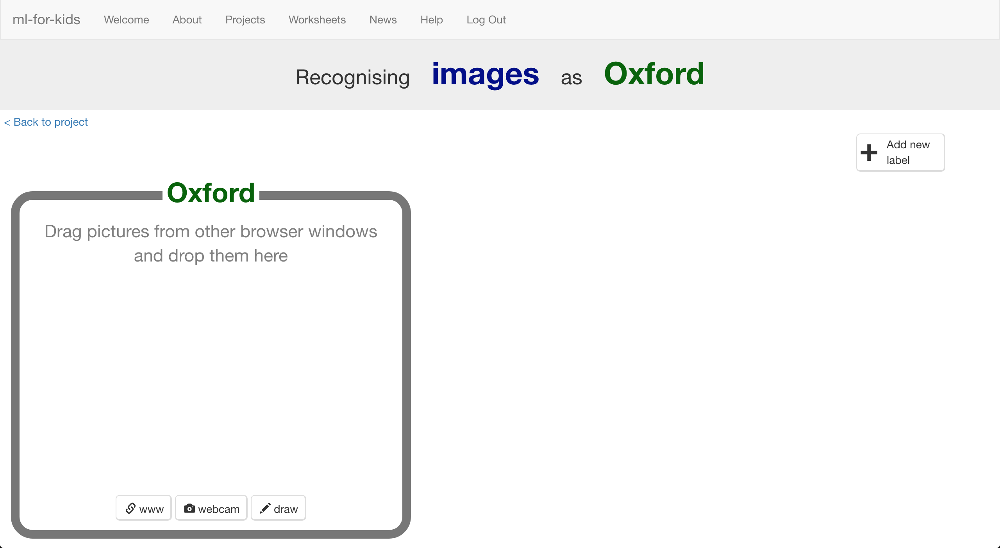 ml-for-kids Welcome About Projects Worksheets News Help Log Out
Recognising images as Oxford
< Back to project
Add new
label
Oxford
Drag pictures from other browser windows
and drop them here
www webcam draw